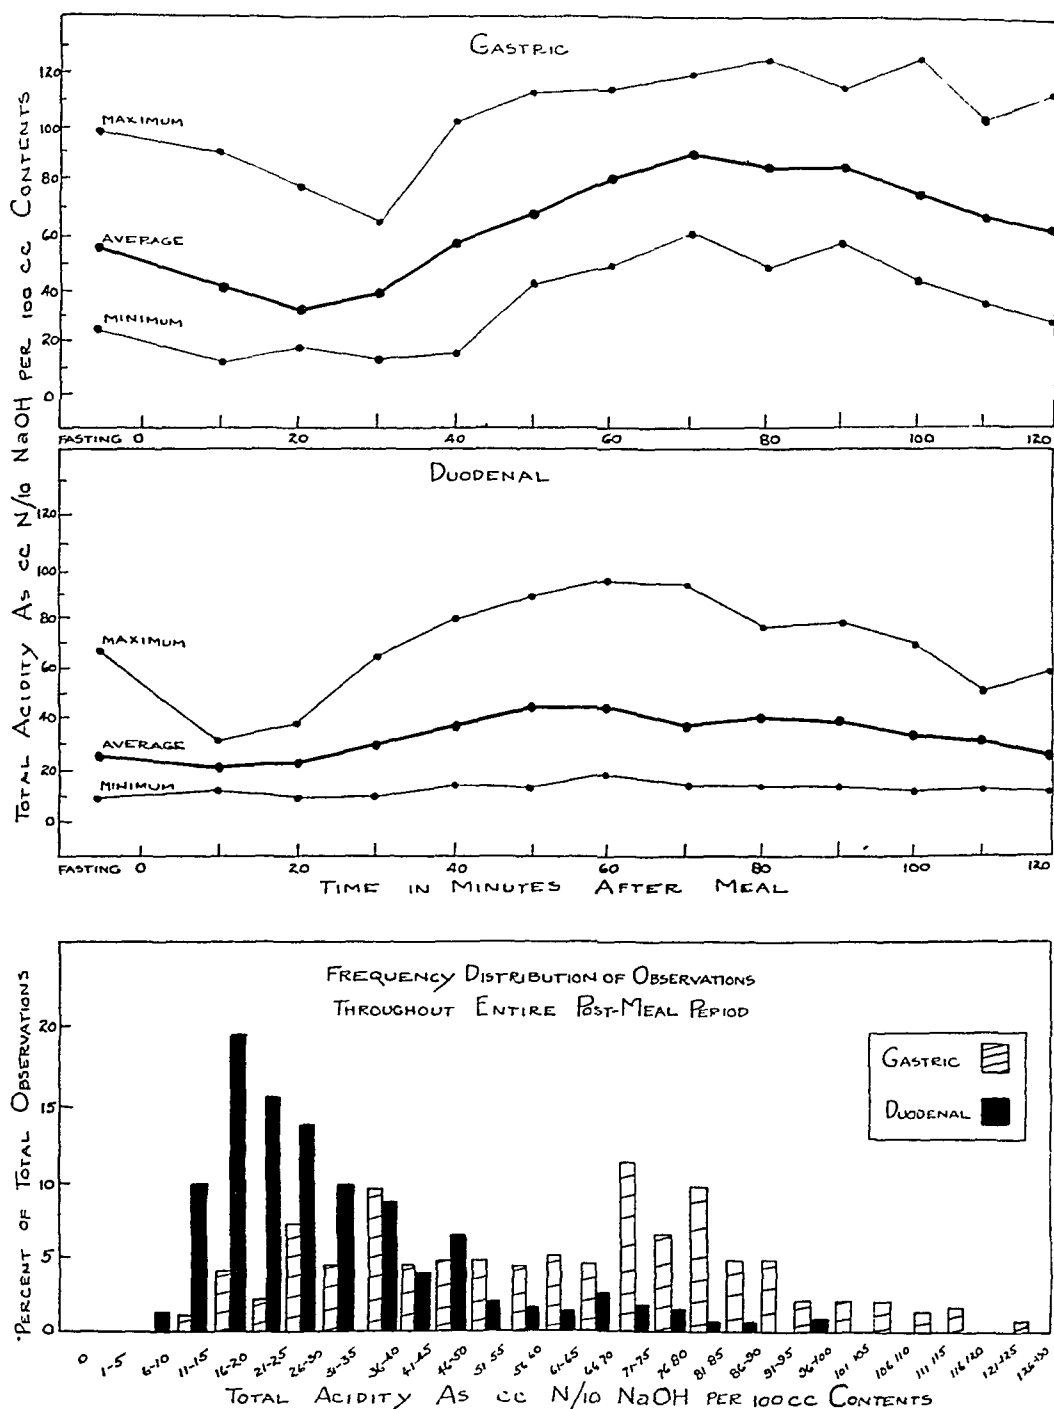 GASTRIC
120
100
80
60
40
20
0
MAXIMUM
AVERAGE
MINIMUM
FASTING 0 20 40 60 80 100 120
DUODENAL
120
100
80
60
40
20
0
MAXIMUM
AVERAGE
MINIMUM
FASTING 0 20 40 60 80 100 120
TIME IN MINUTES AFTER MEAL
TOTAL ACIDITY AS CC N/10 NaOH PER 100 CC CONTENTS
FREQUENCY DISTRIBUTION OF OBSERVATIONS
THROUGHOUT ENTIRE POST-MEAL PERIOD
GASTRIC
DUODENAL
20
15
10
5
0
PERCENT OF TOTAL OBSERVATIONS
0 1-5 6-10 11-15 16-20 21-25 26-30 31-35 36-40 41-45 46-50 51-55 56-60 61-65 66-70 71-75 76-80 81-85 86-90 91-95 96-100 101-105 106-110 111-115 116-120 121-125 126-130
TOTAL ACIDITY AS CC N/10 NaOH PER 100CC CONTENTS